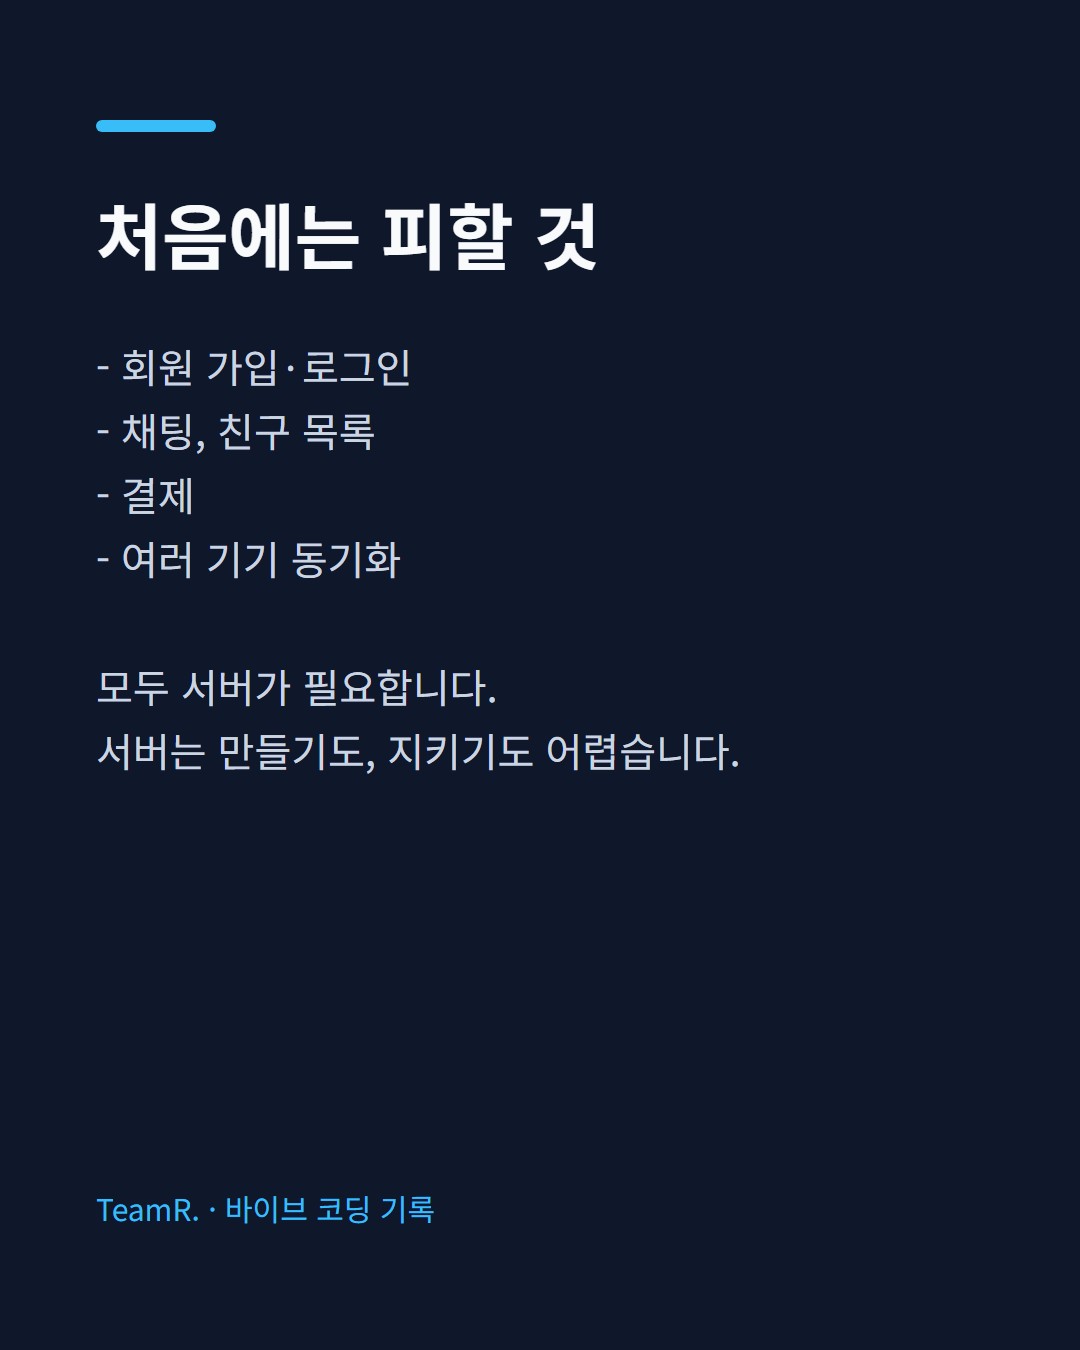 처음에는 피할 것
- 회원 가입·로그인
- 채팅, 친구 목록
- 결제
- 여러 기기 동기화
모두 서버가 필요합니다.
서버는 만들기도, 지키기도 어렵습니다.
TeamR. · 바이브 코딩 기록